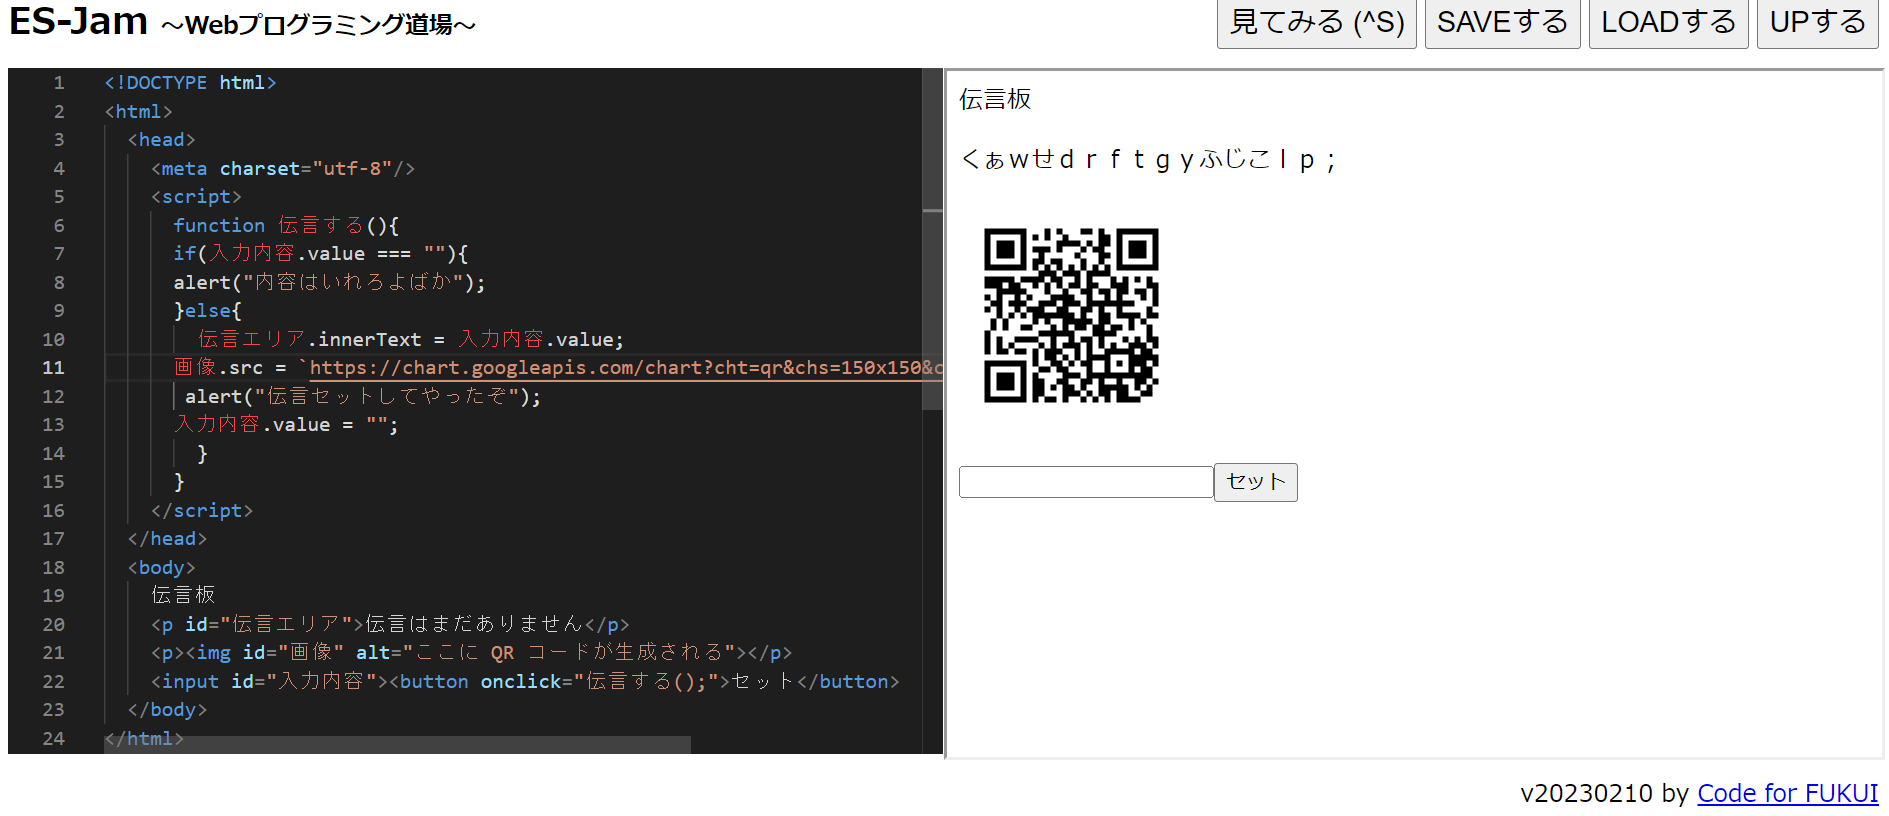 ES-Jam ～Webプログラミング道場～
見てみる (^S) SAVEする LOADする UPする
1 <!DOCTYPE html>
2 <html>
3 <head>
4 <meta charset="utf-8"/>
5 <script>
6 function 伝言する(){
7 if(入力内容.value === ""){
8 alert("内容はいれろよばか");
9 }else{
10 伝言エリア.innerText = 入力内容.value;
11 画像.src = `https://chart.googleapis.com/chart?cht=qr&chs=150x150&c
12 alert("伝言セットしてやったぞ");
13 入力内容.value = "";
14 }
15 }
16 </script>
17 </head>
18 <body>
19 伝言板
20 <p id="伝言エリア">伝言はまだありません</p>
21 <p><img id="画像" alt="ここに QR コードが生成される"></p>
22 <input id="入力内容"><button onclick="伝言する();">セット</button>
23 </body>
24 </html>
伝言板
くぁｗせｄｒｆｔｇｙふじこｌｐ；
セット
v20230210 by Code for FUKUI